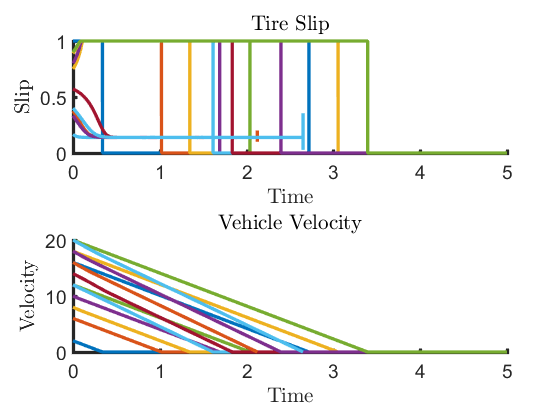 Tire Slip
1
0.5
0
Slip
0 1 2 3 4 5
Time
Vehicle Velocity
20
10
0
Velocity
0 1 2 3 4 5
Time